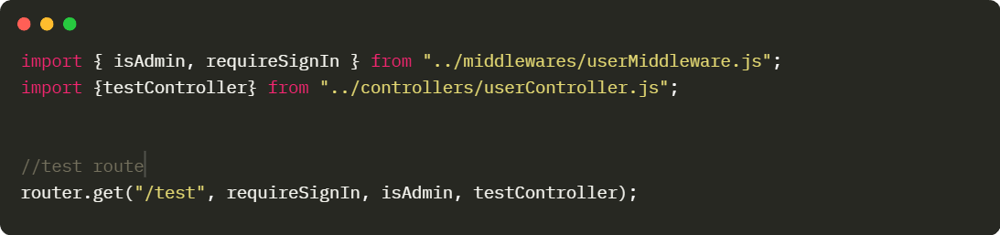 import { isAdmin, requireSignIn } from "../middlewares/userMiddleware.js";
import {testController} from "../controllers/userController.js";
//test route
router.get("/test", requireSignIn, isAdmin, testController);